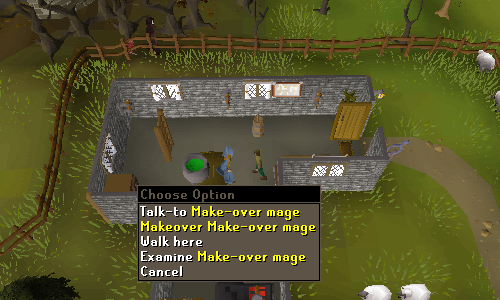 Choose Option
Talk-to Make-over mage
Makeover Make-over mage
Walk here
Examine Make-over mage
Cancel